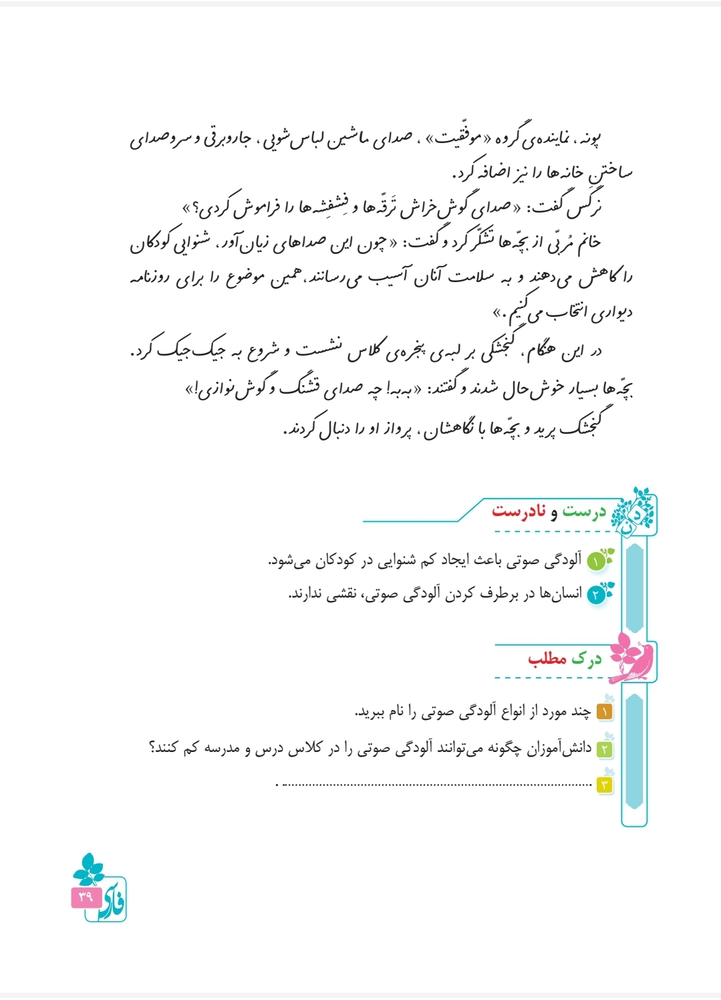 پونه، نماینده‌ی گروه «موفّقیت»، صدای ماشین لباس‌شویی، جاروبرقی و سروصدای
ساختنِ خانه‌ها را نیز اضافه کرد.
نرگس گفت: «صدای گوش‌خراش تَرقّه‌ها و فِشفِشه‌ها را فراموش کردی؟»
خانم مُربّی از بچّه‌ها تشکّر کرد و گفت: «چون این صداهای زیان‌آور، شنوایی کودکان
را کاهش می‌دهند و به سلامت آنان آسیب می‌رسانند، همین موضوع را برای روزنامه
دیواری انتخاب می‌کنیم.»
در این هنگام، گنجشکی بر لبه‌ی پنجره‌ی کلاس نشست و شروع به جیک‌جیک کرد.
بچّه‌ها بسیار خوش‌حال شدند و گفتند: «به‌به! چه صدای قشنگ و گوش‌نوازی!»
گنجشک پرید و بچّه‌ها با نگاهشان، پرواز او را دنبال کردند.
د
ن
درست و نادرست
۱ آلودگی صوتی باعث ایجاد کم شنوایی در کودکان می‌شود.
۲ انسان‌ها در برطرف کردن آلودگی صوتی، نقشی ندارند.
درک مطلب
۱ چند مورد از انواع آلودگی صوتی را نام ببرید.
۲ دانش‌آموزان چگونه می‌توانند آلودگی صوتی را در کلاس درس و مدرسه کم کنند؟
۳ ...................................................................................... .
فارسی
۳۹